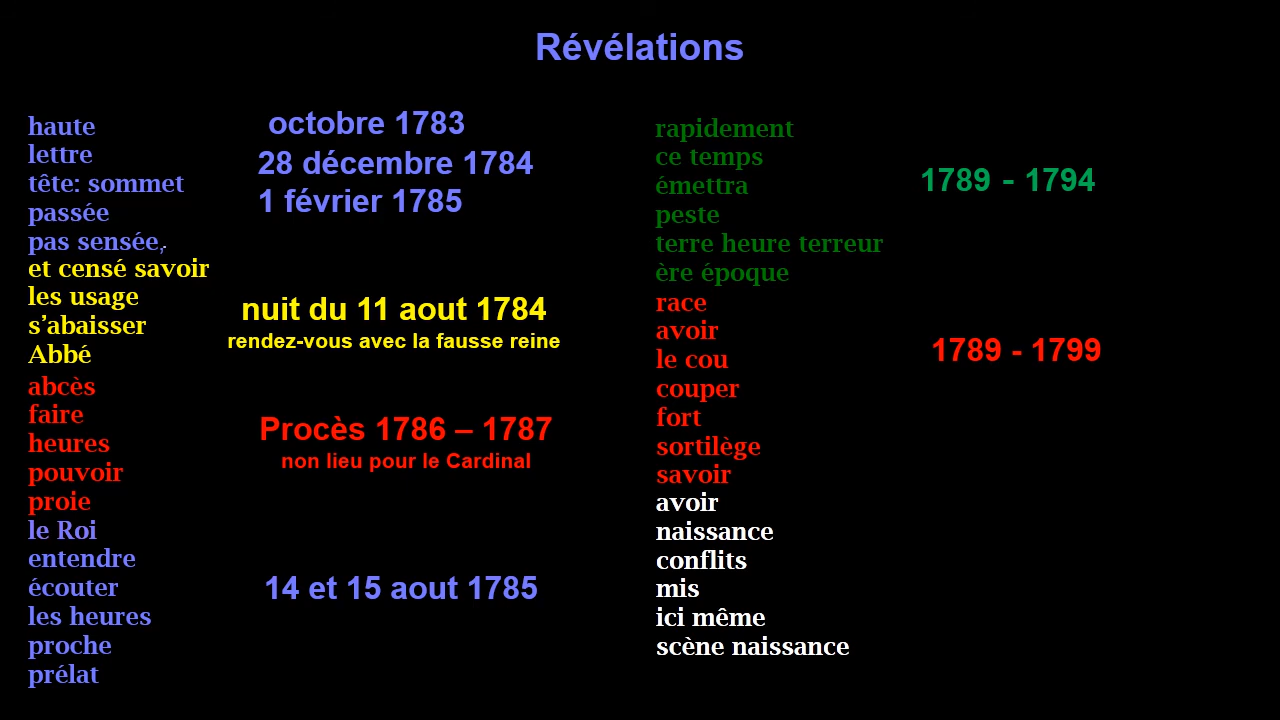 Révélations
haute
lettre
tête: sommet
passée
pas sensée,.
et censé savoir
les usage
s’abaisser
Abbé
abcès
faire
heures
pouvoir
proie
le Roi
entendre
écouter
les heures
proche
prélat
octobre 1783
28 décembre 1784
1 février 1785
nuit du 11 aout 1784
rendez-vous avec la fausse reine
Procès 1786 – 1787
non lieu pour le Cardinal
14 et 15 aout 1785
rapidement
ce temps
émettra
peste
terre heure terreur
ère époque
race
avoir
le cou
couper
fort
sortilège
savoir
avoir
naissance
conflits
mis
ici même
scène naissance
1789 - 1794
1789 - 1799